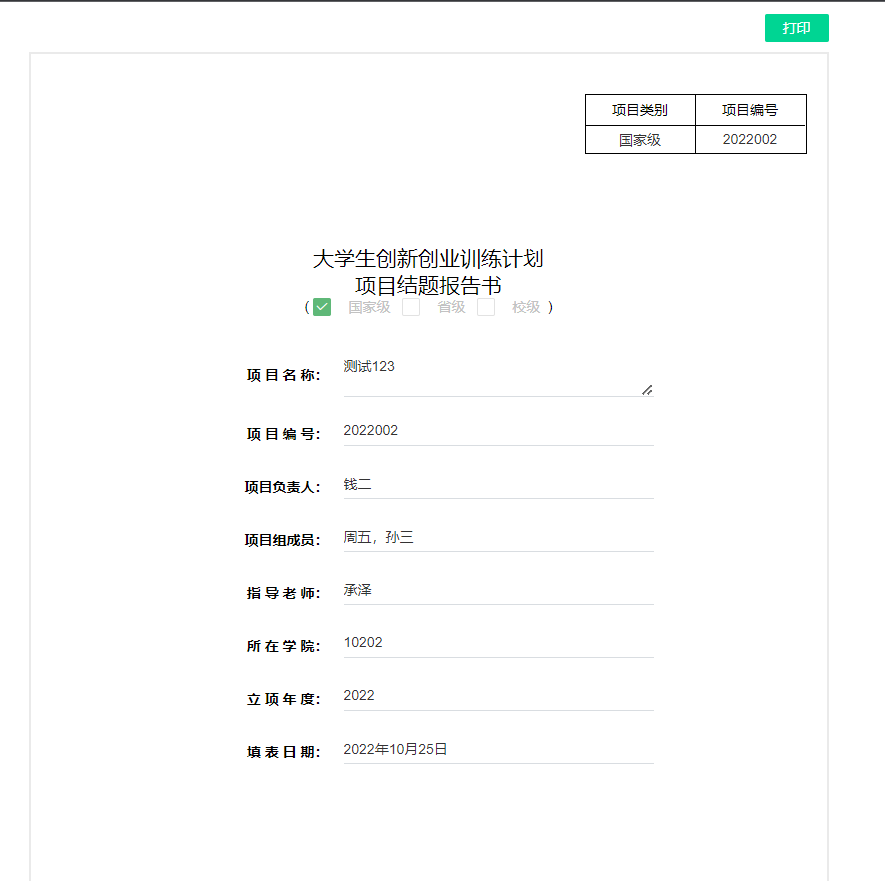 打印
项目类别 项目编号
国家级 2022002
大学生创新创业训练计划
项目结题报告书
( 国家级 省级 校级 )
项 目 名 称： 测试123
项 目 编 号： 2022002
项目负责人： 钱二
项目组成员： 周五，孙三
指 导 老 师： 承泽
所 在 学 院： 10202
立 项 年 度： 2022
填 表 日 期： 2022年10月25日